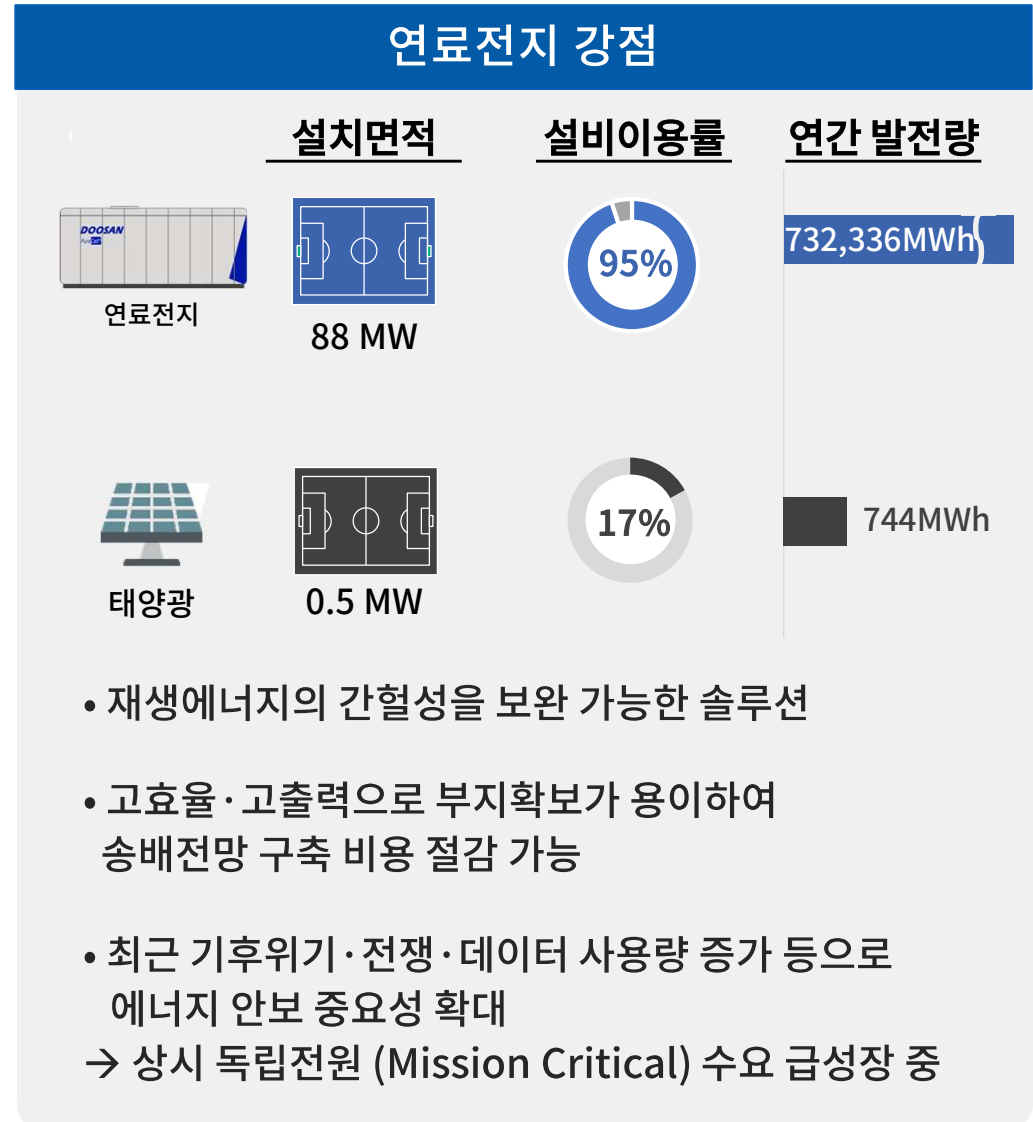 연료전지 강점
설치면적 설비이용률 연간 발전량
DOOSAN
연료전지
88 MW
95%
732,336MWh
태양광
0.5 MW
17%
744MWh
• 재생에너지의 간헐성을 보완 가능한 솔루션
• 고효율·고출력으로 부지확보가 용이하여
송배전망 구축 비용 절감 가능
• 최근 기후위기·전쟁·데이터 사용량 증가 등으로
에너지 안보 중요성 확대
→ 상시 독립전원 (Mission Critical) 수요 급성장 중